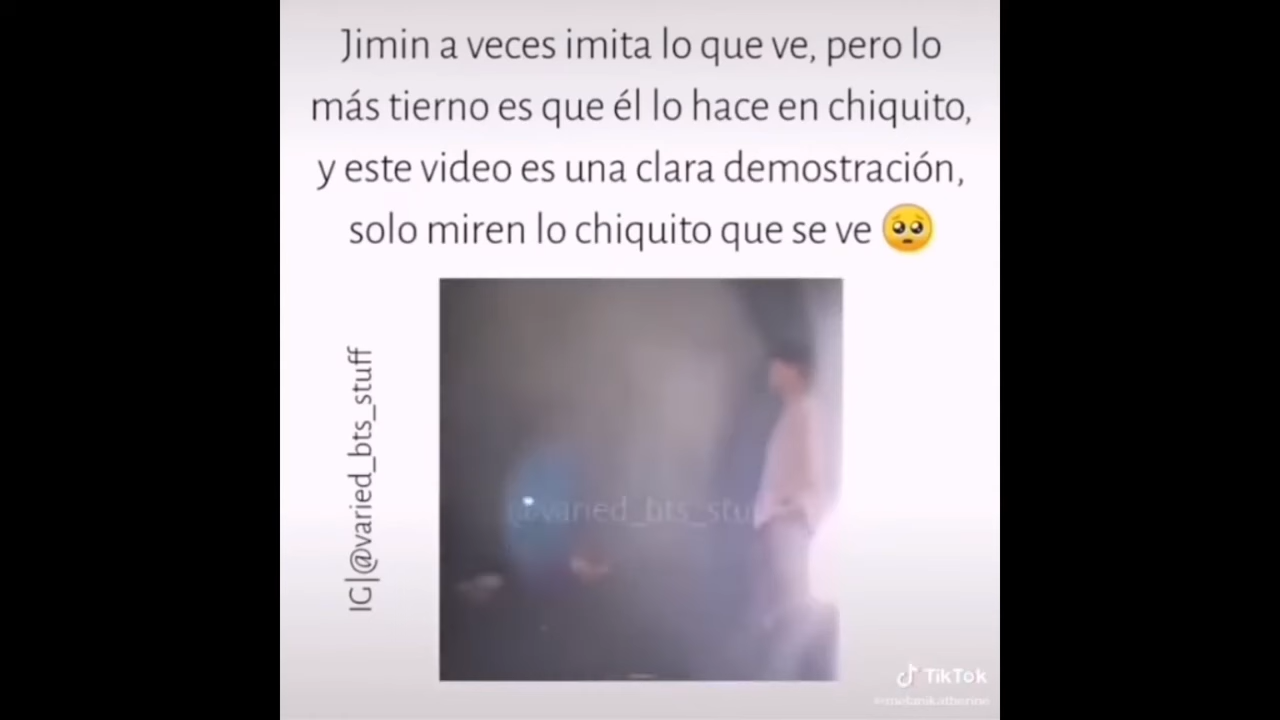 Jimin a veces imita lo que ve, pero lo
más tierno es que él lo hace en chiquito,
y este video es una clara demostración,
solo miren lo chiquito que se ve 🥺
IG|@varied_bts_stuff
@varied_bts_stu
TikTok